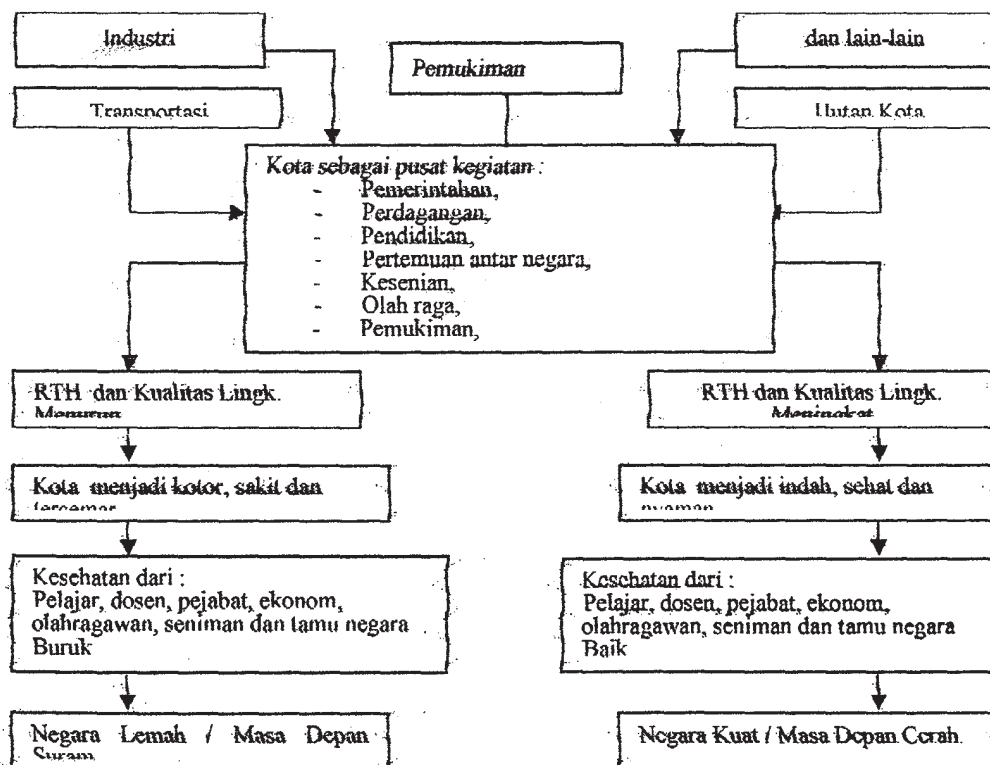 Industri
Pemukiman
dan lain-lain
Transportasi
Hutan Kota
Kota sebagai pusat kegiatan :
- Pemerintahan,
- Perdagangan,
- Pendidikan,
- Pertemuan antar negara,
- Kesenian,
- Olah raga,
- Pemukiman,
RTH dan Kualitas Lingk.
Menurun
RTH dan Kualitas Lingk.
Meningkat
Kota menjadi kotor, sakit dan
tercemar
Kota menjadi indah, sehat dan
nyaman
Kesehatan dari :
Pelajar, dosen, pejabat, ekonom,
olahragawan, seniman dan tamu negara
Buruk
Kesehatan dari :
Pelajar, dosen, pejabat, ekonom,
olahragawan, seniman dan tamu negara
Baik
Negara Lemah / Masa Depan
Suram
Negara Kuat / Masa Depan Cerah.